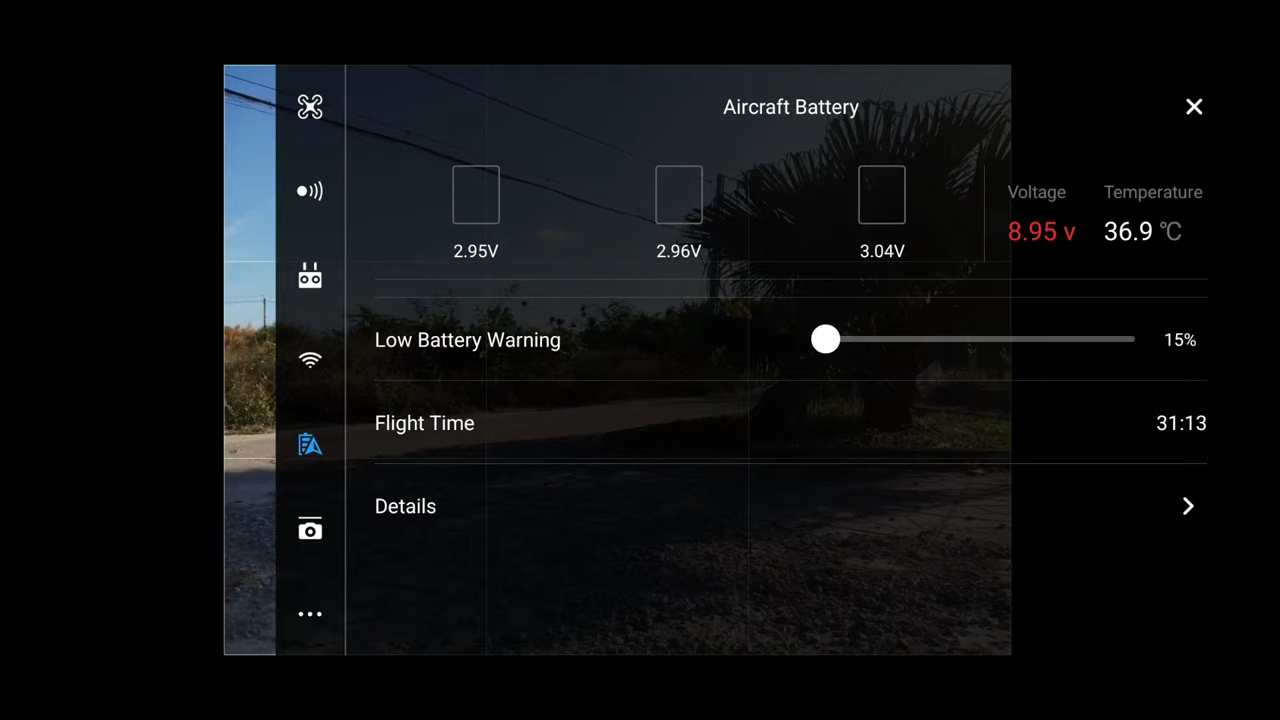 Aircraft Battery
2.95V
2.96V
3.04V
Voltage
Temperature
8.95 v
36.9 °C
Low Battery Warning
15%
Flight Time
31:13
Details